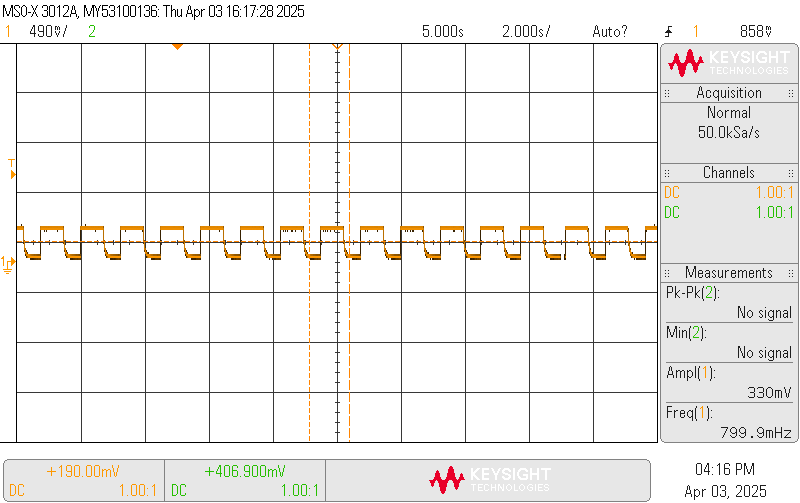 MSO-X 3012A, MY53100136: Thu Apr 03 16:17:28 2025
1 490mV/ 2 5.000s 2.000s/ Auto? 1 858mV
KEYSIGHT
TECHNOLOGIES
Acquisition
Normal
50.0kSa/s
Channels
DC 1.00:1
DC 1.00:1
Measurements
Pk-Pk(2):
No signal
Min(2):
No signal
Ampl(1):
330mV
Freq(1):
799.9mHz
T
1
+190.00mV
DC 1.00:1
+406.900mV
DC 1.00:1
KEYSIGHT
TECHNOLOGIES
04:16 PM
Apr 03, 2025